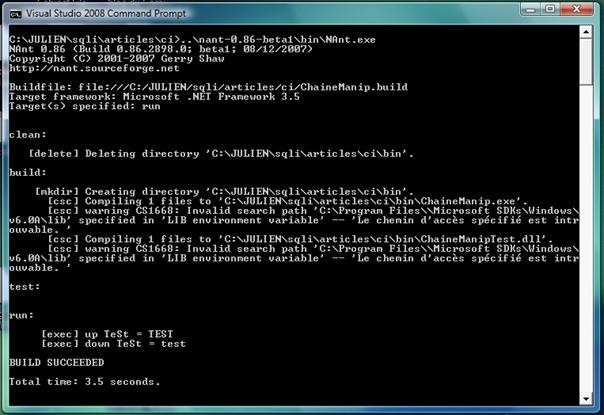 Visual Studio 2008 Command Prompt
C:\JULIEN\sqli\articles\ci>..\nant-0.86-beta1\bin\NAnt.exe
NAnt 0.86 (Build 0.86.2898.0; beta1; 08/12/2007)
Copyright (C) 2001-2007 Gerry Shaw
http://nant.sourceforge.net
Buildfile: file:///C:/JULIEN/sqli/articles/ci/ChaineManip.build
Target framework: Microsoft .NET Framework 3.5
Target(s) specified: run
clean:
[delete] Deleting directory 'C:\JULIEN\sqli\articles\ci\bin'.
build:
[mkdir] Creating directory 'C:\JULIEN\sqli\articles\ci\bin'.
[csc] Compiling 1 files to 'C:\JULIEN\sqli\articles\ci\bin\ChaineManip.exe'.
[csc] warning CS1668: Invalid search path 'C:\Program Files\\Microsoft SDKs\Windows\
v6.0A\lib' specified in 'LIB environment variable' -- 'Le chemin d'accès spécifié est intr
ouvable. '
[csc] Compiling 1 files to 'C:\JULIEN\sqli\articles\ci\bin\ChaineManipTest.dll'.
[csc] warning CS1668: Invalid search path 'C:\Program Files\\Microsoft SDKs\Windows\
v6.0A\lib' specified in 'LIB environment variable' -- 'Le chemin d'accès spécifié est intr
ouvable. '
test:
run:
[exec] up TeSt = TEST
[exec] down TeSt = test
BUILD SUCCEEDED
Total time: 3.5 seconds.